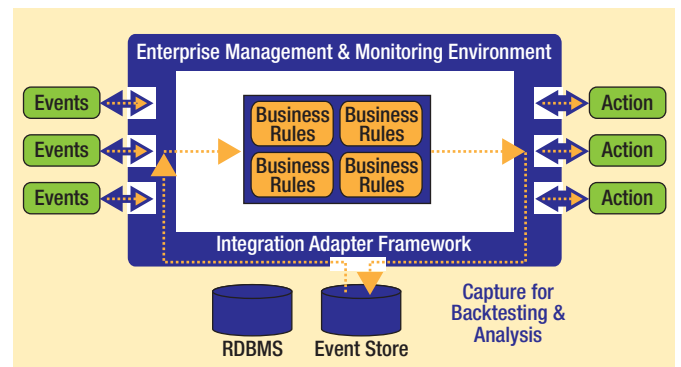 Enterprise Management & Monitoring Environment
Events
Events
Events
Business Rules
Business Rules
Business Rules
Business Rules
Action
Action
Action
Integration Adapter Framework
RDBMS
Event Store
Capture for
Backtesting &
Analysis